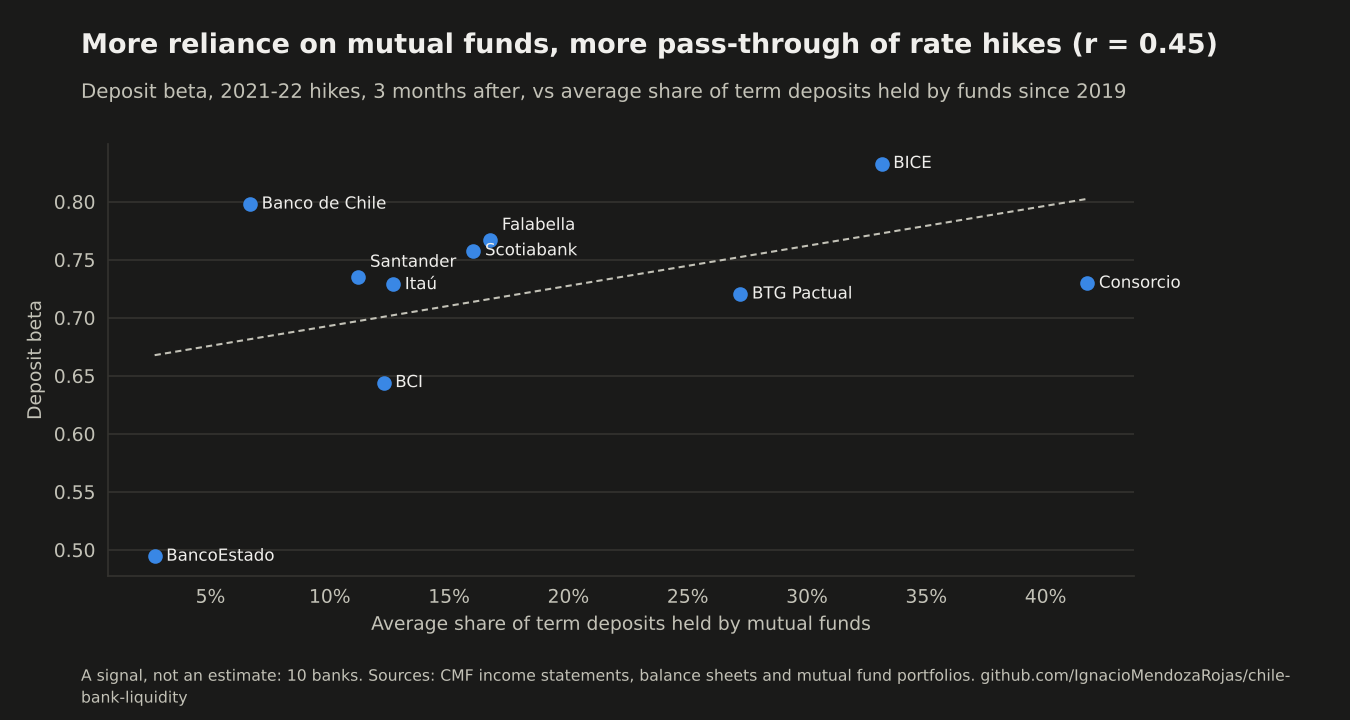 More reliance on mutual funds, more pass-through of rate hikes (r = 0.45)
Deposit beta, 2021-22 hikes, 3 months after, vs average share of term deposits held by funds since 2019
BICE
0.80
Banco de Chile
Falabella
Scotiabank
0.75
Santander
Itaú
Consorcio
BTG Pactual
0.70
Deposit beta
0.65
BCI
0.60
0.55
0.50
BancoEstado
5% 10% 15% 20% 25% 30% 35% 40%
Average share of term deposits held by mutual funds
A signal, not an estimate: 10 banks. Sources: CMF income statements, balance sheets and mutual fund portfolios. github.com/IgnacioMendozaRojas/chile-
bank-liquidity